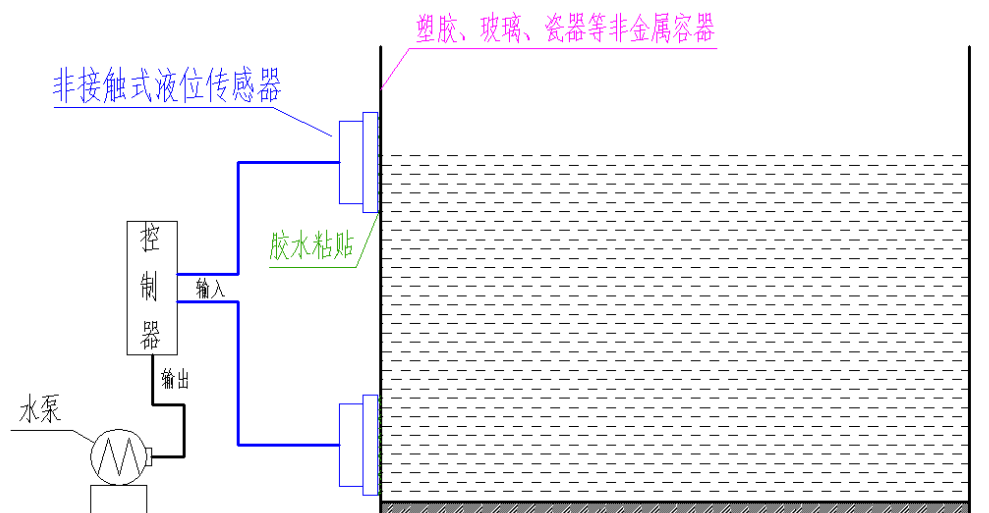 塑胶、玻璃、瓷器等非金属容器
非接触式液位传感器
控制器
胶水粘贴
输入
输出
水泵